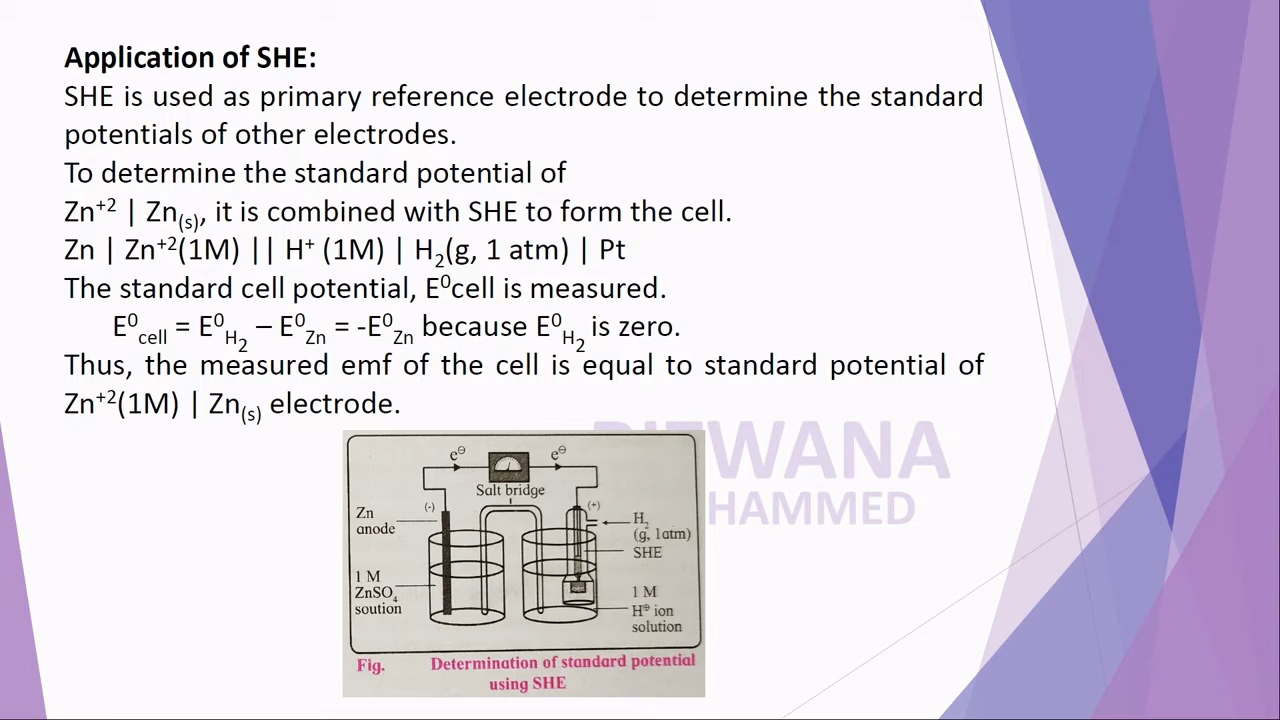 Application of SHE:
SHE is used as primary reference electrode to determine the standard
potentials of other electrodes.
To determine the standard potential of
Zn⁺² | Zn₍s₎, it is combined with SHE to form the cell.
Zn | Zn⁺²(1M) || H⁺ (1M) | H₂(g, 1 atm) | Pt
The standard cell potential, E⁰cell is measured.
E⁰cell = E⁰H₂ – E⁰Zn = -E⁰Zn because E⁰H₂ is zero.
Thus, the measured emf of the cell is equal to standard potential of
Zn⁺²(1M) | Zn₍s₎ electrode.
WANA
HAMMED
e⊖ e⊖
Salt bridge
(-) (+)
Zn
anode
H₂
(g, 1atm)
SHE
1 M
ZnSO₄
soution
1 M
H⊕ ion
solution
Fig. Determination of standard potential
using SHE